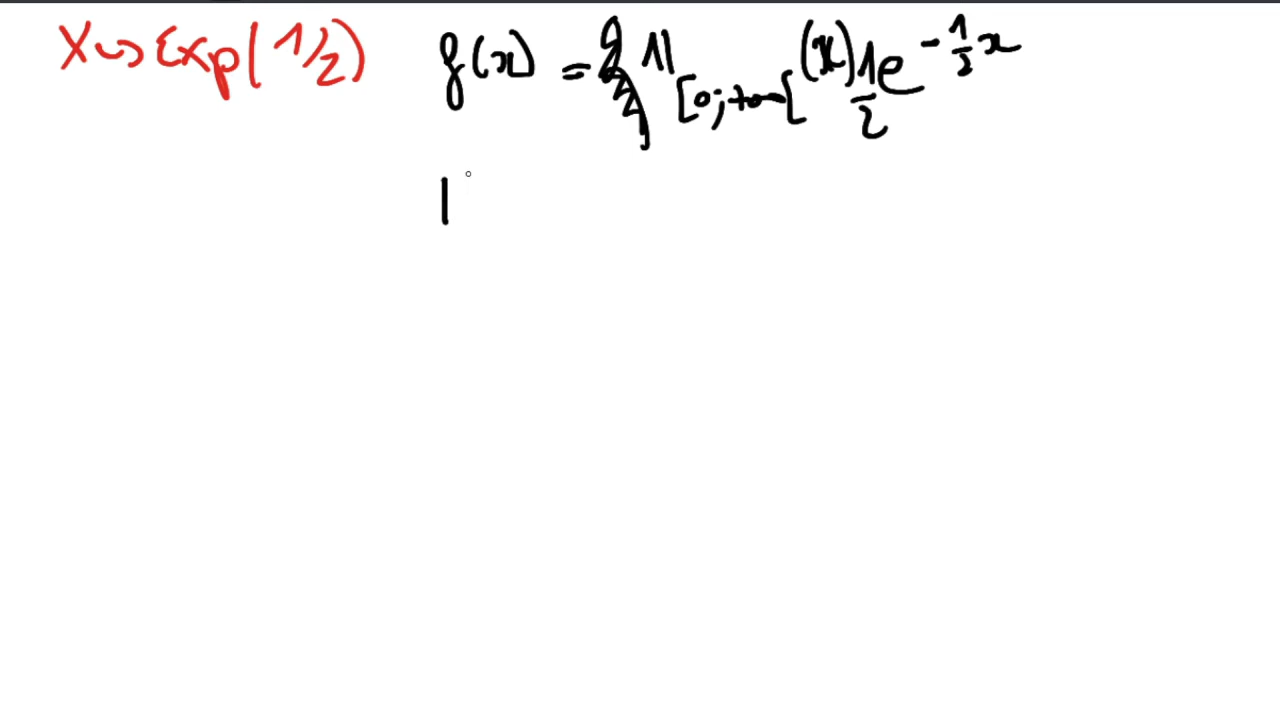 X ↝ Exp(1/2) f(x) = 𝟙[0;+∞[(x) 1/2 e^{-1/2 x}